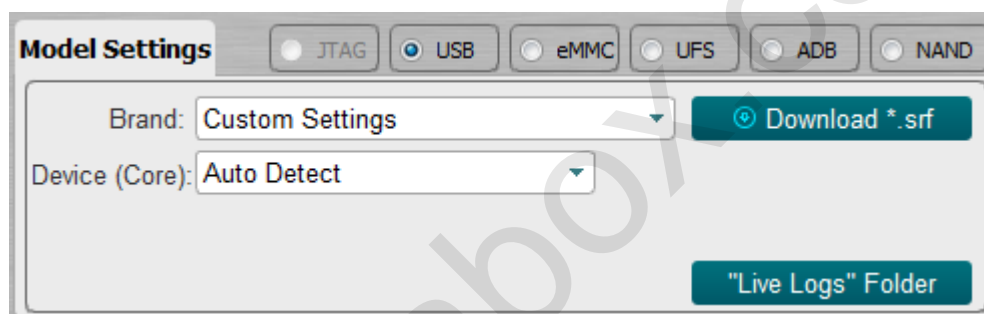 Model Settings JTAG USB eMMC UFS ADB NAND
Brand: Custom Settings Download *.srf
Device (Core): Auto Detect
"Live Logs" Folder